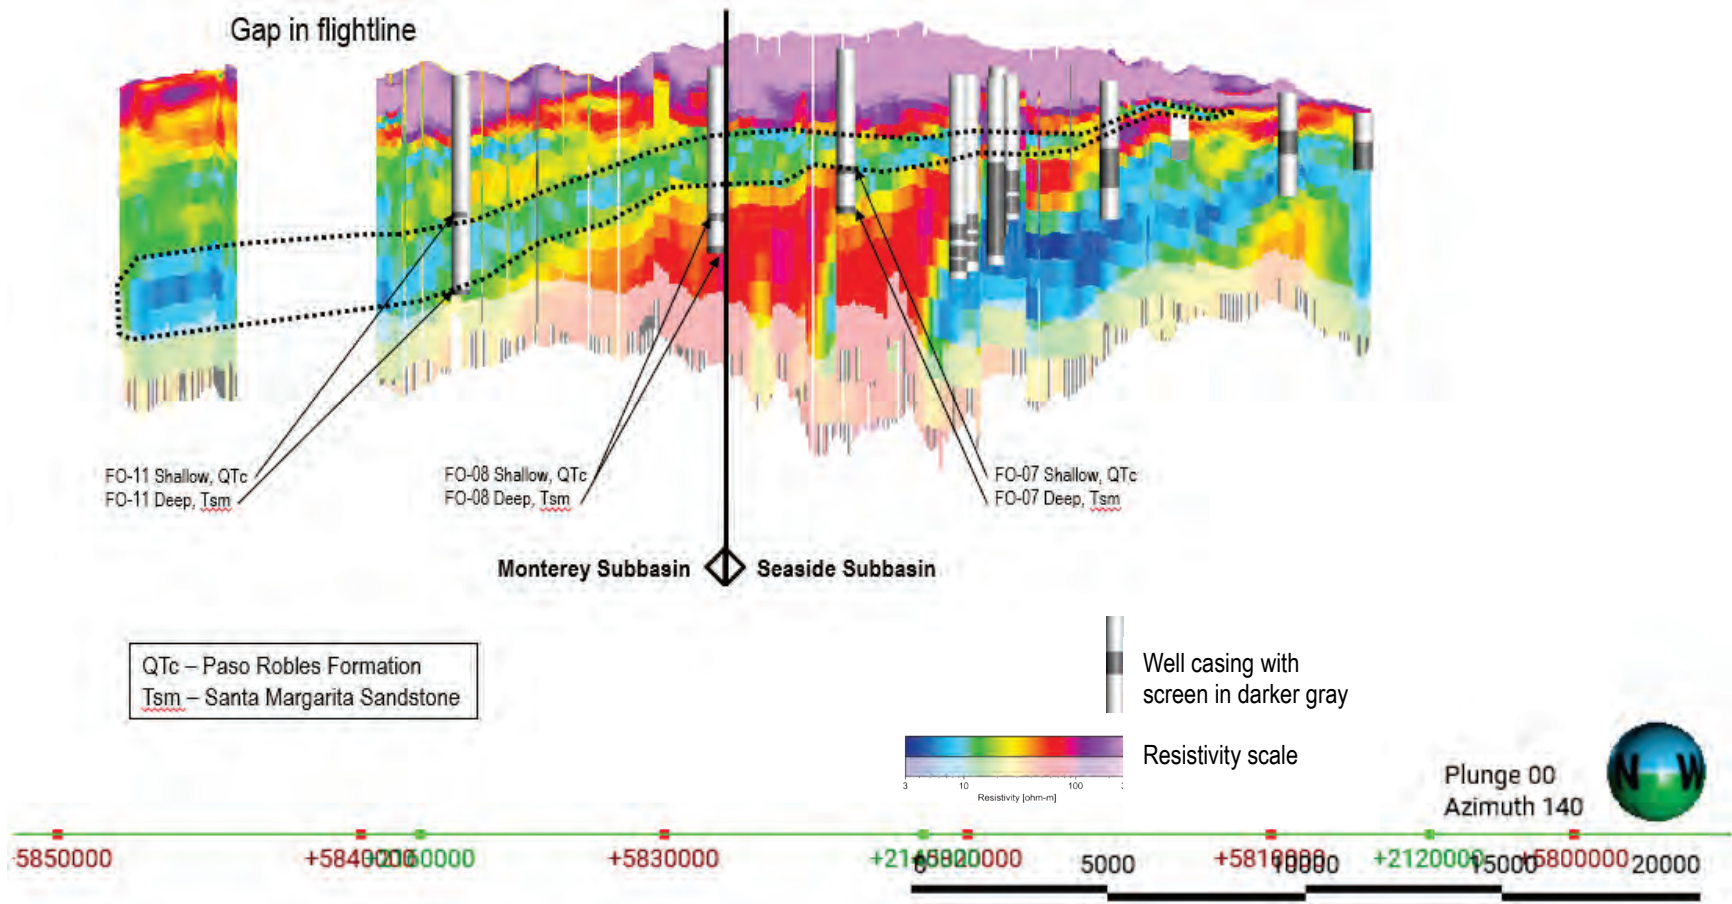 Gap in flightline
FO-11 Shallow, QTc
FO-11 Deep, Tsm
FO-08 Shallow, QTc
FO-08 Deep, Tsm
FO-07 Shallow, QTc
FO-07 Deep, Tsm
Monterey Subbasin
Seaside Subbasin
QTc – Paso Robles Formation
Tsm – Santa Margarita Sandstone
Well casing with
screen in darker gray
Resistivity scale
3 10 100
Resistivity [ohm-m]
Plunge 00
Azimuth 140
N W
5850000 +5830000 +2120000
5000 15000 20000